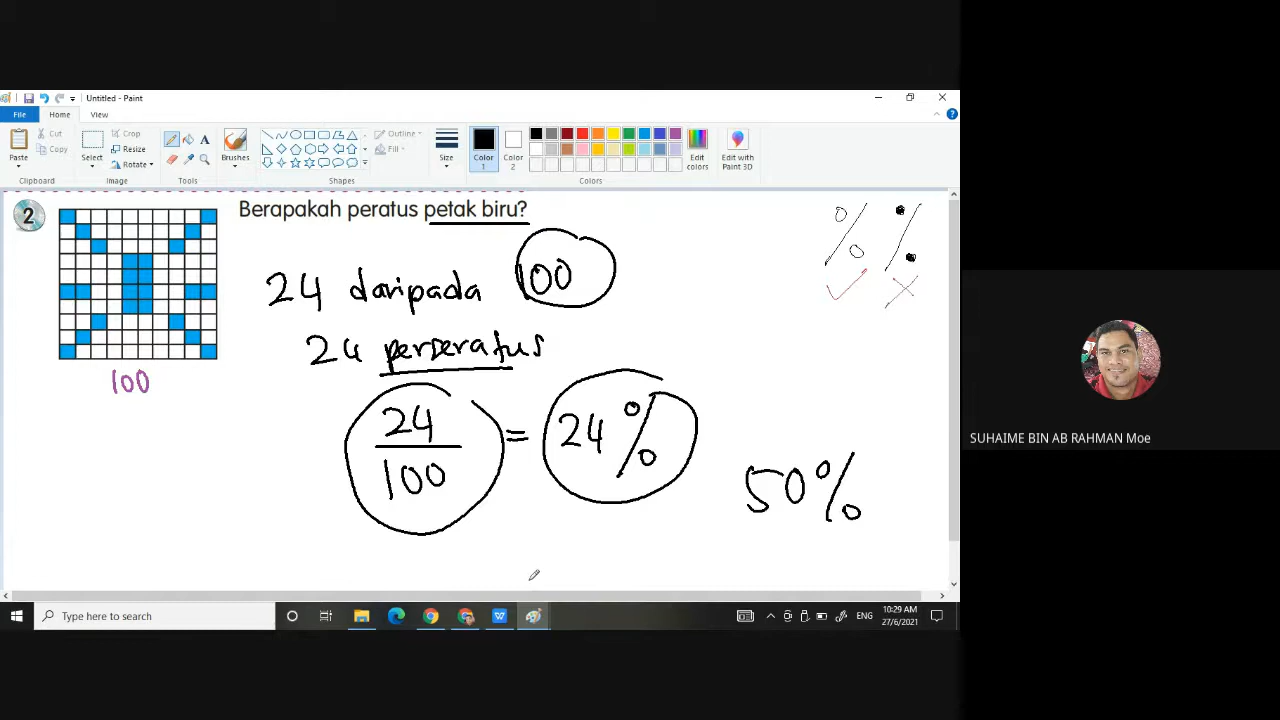 Untitled - Paint
File Home View
Paste
Cut
Copy
Clipboard
Select
Crop
Resize
Rotate
Image
A
Tools
Brushes
Shapes
Outline
Fill
Size
Color 1
Color 2
Colors
Edit colors
Edit with Paint 3D
2
Berapakah peratus petak biru?
24 daripada 100
24 perseratus
24
100
= 24%
50%
100
% %
SUHAIME BIN AB RAHMAN Moe
Type here to search
ENG
10:29 AM
27/6/2021